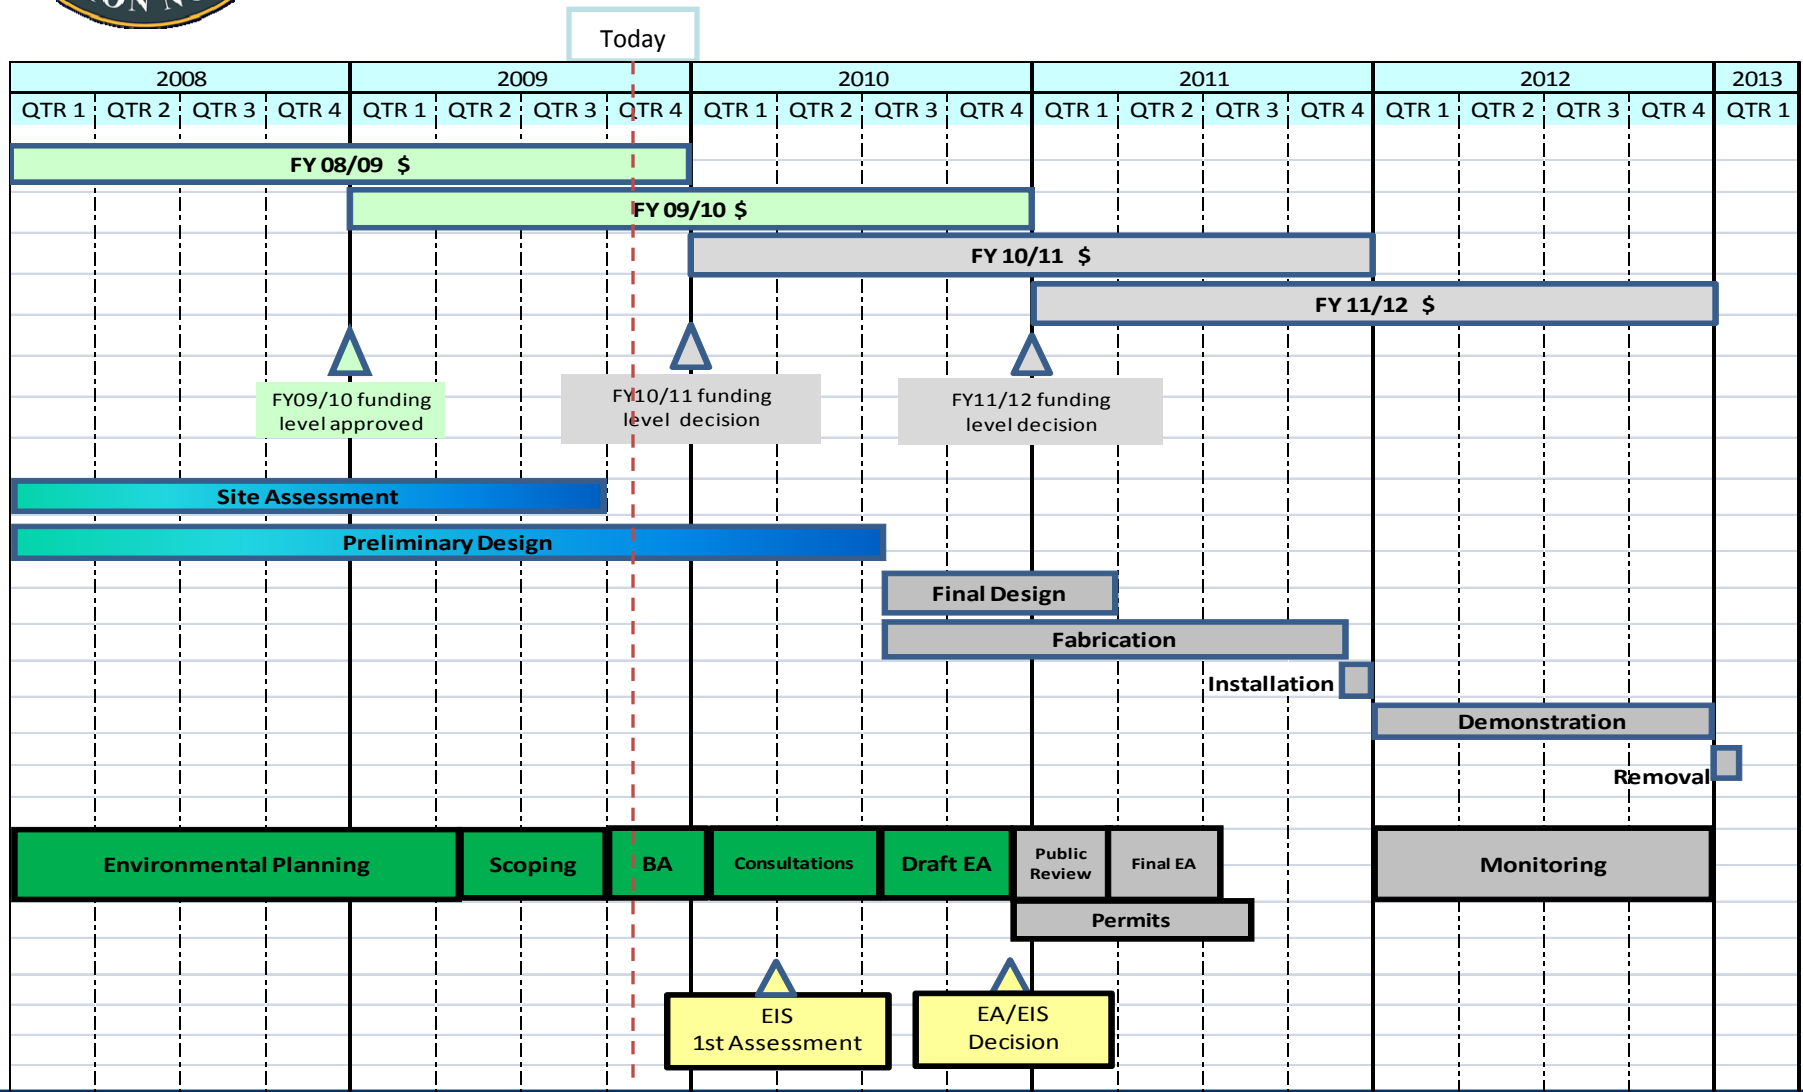 ION N
Today
2008 2009 2010 2011 2012 2013
QTR 1 QTR 2 QTR 3 QTR 4 QTR 1 QTR 2 QTR 3 QTR 4 QTR 1 QTR 2 QTR 3 QTR 4 QTR 1 QTR 2 QTR 3 QTR 4 QTR 1 QTR 2 QTR 3 QTR 4 QTR 1
FY 08/09 $
FY 09/10 $
FY 10/11 $
FY 11/12 $
FY09/10 funding
level approved
FY10/11 funding
level decision
FY11/12 funding
level decision
Site Assessment
Preliminary Design
Final Design
Fabrication
Installation
Demonstration
Removal
Environmental Planning
Scoping
BA
Consultations
Draft EA
Public
Review
Final EA
Monitoring
Permits
EIS
1st Assessment
EA/EIS
Decision